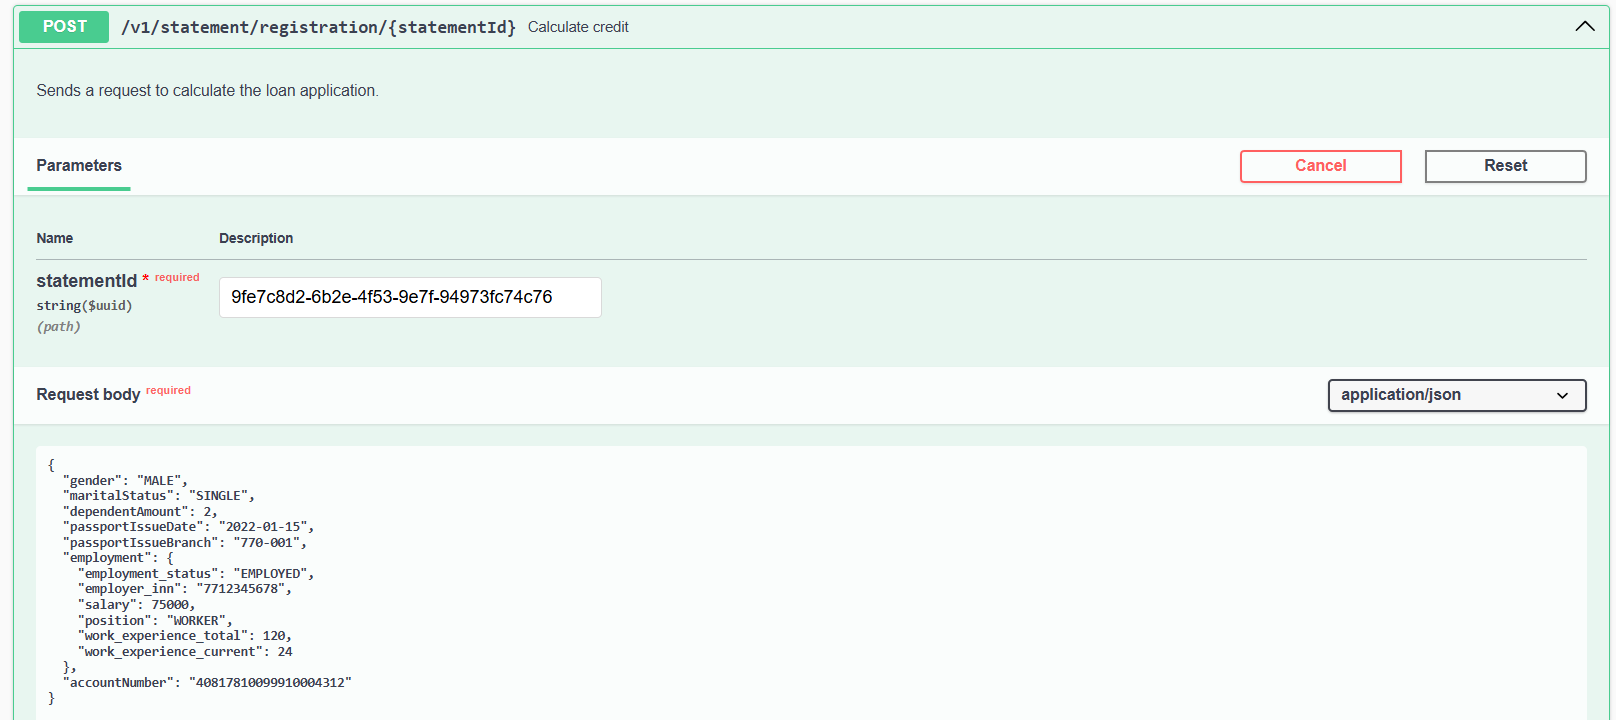 POST /v1/statement/registration/{statementId} Calculate credit
Sends a request to calculate the loan application.
Parameters Cancel Reset
Name Description
statementId * required
string($uuid)
(path)
9fe7c8d2-6b2e-4f53-9e7f-94973fc74c76
Request body required application/json
{
  "gender": "MALE",
  "maritalStatus": "SINGLE",
  "dependentAmount": 2,
  "passportIssueDate": "2022-01-15",
  "passportIssueBranch": "770-001",
  "employment": {
    "employment_status": "EMPLOYED",
    "employer_inn": "7712345678",
    "salary": 75000,
    "position": "WORKER",
    "work_experience_total": 120,
    "work_experience_current": 24
  },
  "accountNumber": "40817810099910004312"
}